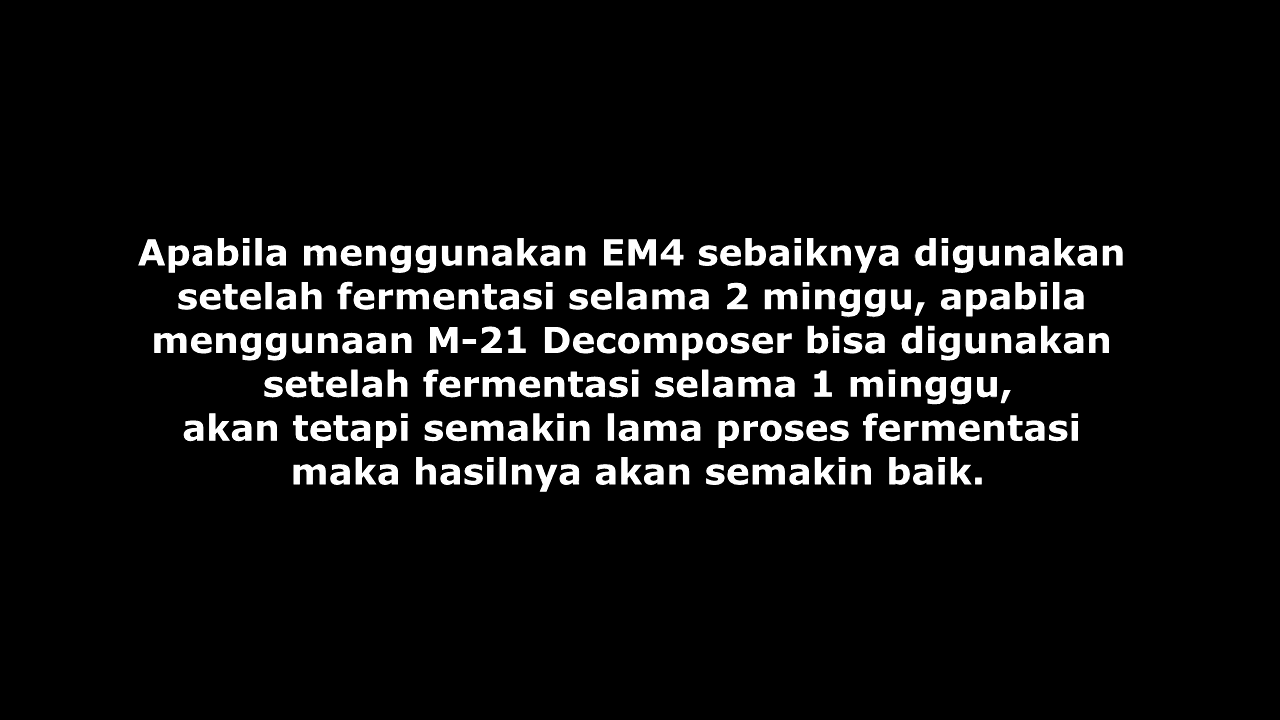 Apabila menggunakan EM4 sebaiknya digunakan
setelah fermentasi selama 2 minggu, apabila
menggunaan M-21 Decomposer bisa digunakan
setelah fermentasi selama 1 minggu,
akan tetapi semakin lama proses fermentasi
maka hasilnya akan semakin baik.